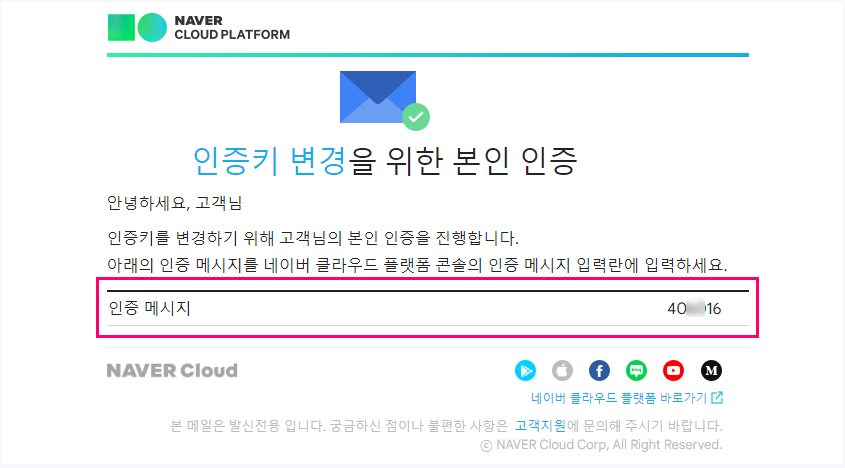 NAVER
CLOUD PLATFORM
인증키 변경을 위한 본인 인증
안녕하세요, 고객님
인증키를 변경하기 위해 고객님의 본인 인증을 진행합니다.
아래의 인증 메시지를 네이버 클라우드 플랫폼 콘솔의 인증 메시지 입력란에 입력하세요.
인증 메시지
NAVER Cloud
blog
M
네이버 클라우드 플랫폼 바로가기
본 메일은 발신전용 입니다. 궁금하신 점이나 불편한 사항은 고객지원에 문의해 주시기 바랍니다.
ⓒ NAVER Cloud Corp, All Right Reserved.